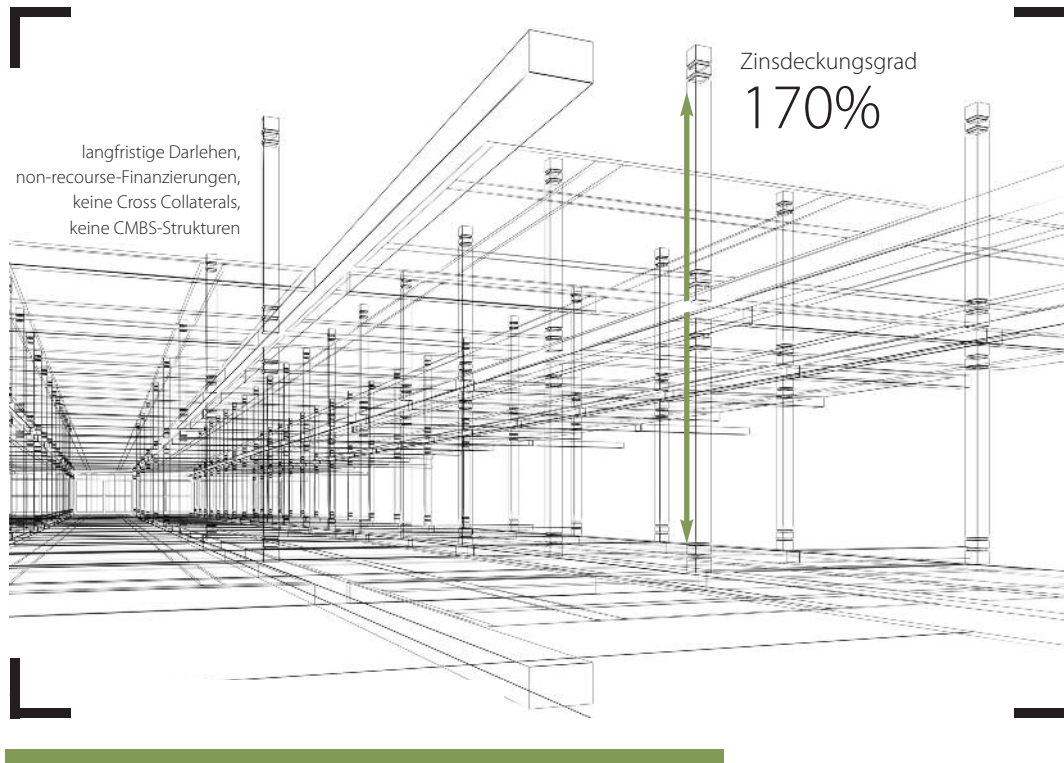 Zinsdeckungsgrad
170%
langfristige Darlehen,
non-recourse-Finanzierungen,
keine Cross Collaterals,
keine CMBS-Strukturen